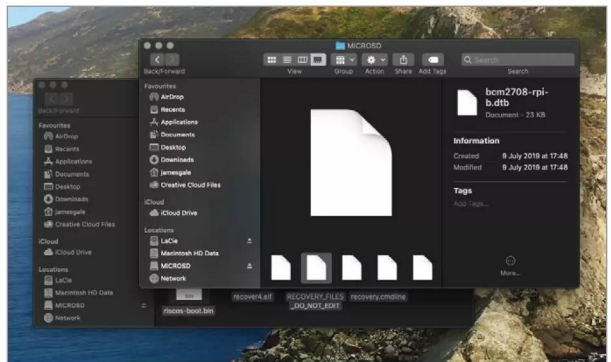 MICROSD
Back/Forward
View
Group
Action
Share
Add Tags
Search
Search
Favourites
AirDrop
Recents
Applications
Documents
Desktop
Downloads
jamesgale
Creative Cloud Files
iCloud
iCloud Drive
Locations
LaCie
Macintosh HD Data
MICROSD
Network
bcm2708-rpi-
b.dtb
Document - 23 KB
Information
Created 9 July 2019 at 17:48
Modified 9 July 2019 at 17:48
Tags
Add Tags...
More...
Back/Forward
Favourites
AirDrop
Recents
Applications
Documents
Desktop
Downloads
jamesgale
Creative Cloud Files
iCloud
iCloud Drive
Locations
LaCie
Macintosh HD Data
MICROSD
Network
riscos-boot.bin
recover4.elf
RECOVERY_FILES
_DO_NOT_EDIT
recovery.cmdline